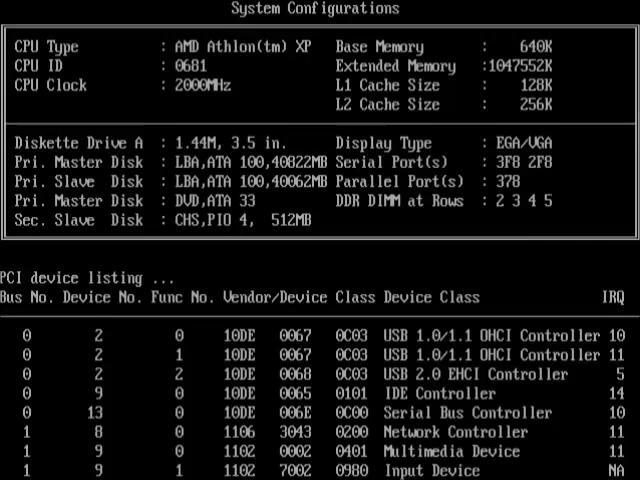 System Configurations
CPU Type : AMD Athlon(tm) XP Base Memory : 640K
CPU ID : 0681 Extended Memory :1047552K
CPU Clock : 2000MHz L1 Cache Size : 128K
L2 Cache Size : 256K
Diskette Drive A : 1.44M, 3.5 in. Display Type : EGA/VGA
Pri. Master Disk : LBA,ATA 100,40822MB Serial Port(s) : 3F8 2F8
Pri. Slave Disk : LBA,ATA 100,40062MB Parallel Port(s) : 378
Pri. Master Disk : DVD,ATA 33 DDR DIMM at Rows : 2 3 4 5
Sec. Slave Disk : CHS,PIO 4, 512MB
PCI device listing ...
Bus No. Device No. Func No. Vendor/Device Class Device Class IRQ
0 2 0 10DE 0067 0C03 USB 1.0/1.1 OHCI Controller 10
0 2 1 10DE 0067 0C03 USB 1.0/1.1 OHCI Controller 11
0 2 2 10DE 0068 0C03 USB 2.0 EHCI Controller 5
0 9 0 10DE 0065 0101 IDE Controller 14
0 13 0 10DE 006E 0C00 Serial Bus Controller 10
1 8 0 1106 3043 0200 Network Controller 11
1 9 0 1102 0002 0401 Multimedia Device 11
1 9 1 1102 7002 0980 Input Device NA